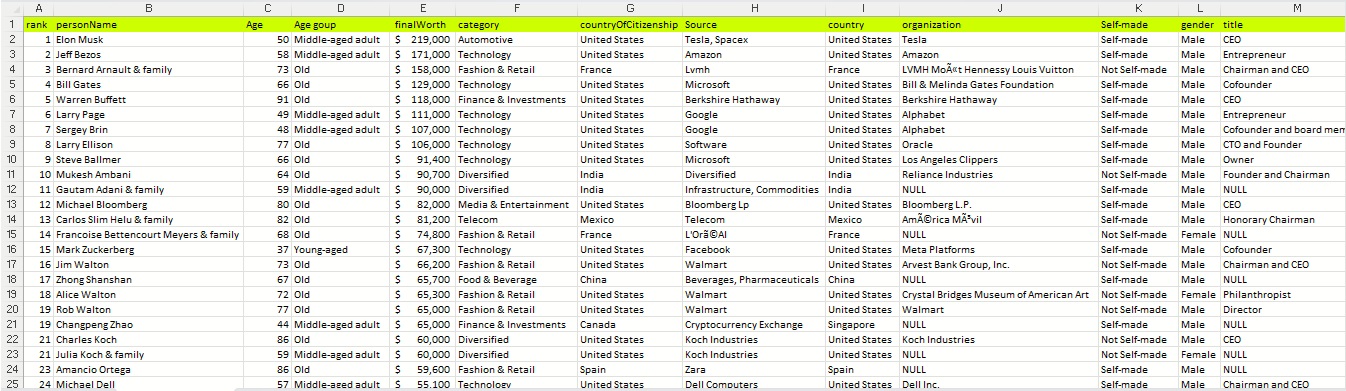 A B C D E F G H I J K L M
1 rank personName Age Age goup finalWorth category countryOfCitizenship Source country organization Self-made gender title
2 1 Elon Musk 50 Middle-aged adult $ 219,000 Automotive United States Tesla, Spacex United States Tesla Self-made Male CEO
3 2 Jeff Bezos 58 Middle-aged adult $ 171,000 Technology United States Amazon United States Amazon Self-made Male Entrepreneur
4 3 Bernard Arnault & family 73 Old $ 158,000 Fashion & Retail France Lvmh France LVMH MoÃ«t Hennessy Louis Vuitton Not Self-made Male Chairman and CEO
5 4 Bill Gates 66 Old $ 129,000 Technology United States Microsoft United States Bill & Melinda Gates Foundation Self-made Male Cofounder
6 5 Warren Buffett 91 Old $ 118,000 Finance & Investments United States Berkshire Hathaway United States Berkshire Hathaway Self-made Male CEO
7 6 Larry Page 49 Middle-aged adult $ 111,000 Technology United States Google United States Alphabet Self-made Male Entrepreneur
8 7 Sergey Brin 48 Middle-aged adult $ 107,000 Technology United States Google United States Alphabet Self-made Male Cofounder and board mem
9 8 Larry Ellison 77 Old $ 106,000 Technology United States Software United States Oracle Self-made Male CTO and Founder
10 9 Steve Ballmer 66 Old $ 91,400 Technology United States Microsoft United States Los Angeles Clippers Self-made Male Owner
11 10 Mukesh Ambani 64 Old $ 90,700 Diversified India Diversified India Reliance Industries Not Self-made Male Founder and Chairman
12 11 Gautam Adani & family 59 Middle-aged adult $ 90,000 Diversified India Infrastructure, Commodities India NULL Self-made Male NULL
13 12 Michael Bloomberg 80 Old $ 82,000 Media & Entertainment United States Bloomberg Lp United States Bloomberg L.P. Self-made Male CEO
14 13 Carlos Slim Helu & family 82 Old $ 81,200 Telecom Mexico Telecom Mexico AmÃ©rica MÃ³vil Self-made Male Honorary Chairman
15 14 Francoise Bettencourt Meyers & family 68 Old $ 74,800 Fashion & Retail France L'Orã©Al France NULL Not Self-made Female NULL
16 15 Mark Zuckerberg 37 Young-aged $ 67,300 Technology United States Facebook United States Meta Platforms Self-made Male Cofounder
17 16 Jim Walton 73 Old $ 66,200 Fashion & Retail United States Walmart United States Arvest Bank Group, Inc. Not Self-made Male Chairman and CEO
18 17 Zhong Shanshan 67 Old $ 65,700 Food & Beverage China Beverages, Pharmaceuticals China NULL Self-made Male NULL
19 18 Alice Walton 72 Old $ 65,300 Fashion & Retail United States Walmart United States Crystal Bridges Museum of American Art Not Self-made Female Philanthropist
20 19 Rob Walton 77 Old $ 65,000 Fashion & Retail United States Walmart United States Walmart Not Self-made Male Director
21 19 Changpeng Zhao 44 Middle-aged adult $ 65,000 Finance & Investments Canada Cryptocurrency Exchange Singapore NULL Self-made Male NULL
22 21 Charles Koch 86 Old $ 60,000 Diversified United States Koch Industries United States Koch Industries Not Self-made Male CEO
23 21 Julia Koch & family 59 Middle-aged adult $ 60,000 Diversified United States Koch Industries United States NULL Not Self-made Female NULL
24 23 Amancio Ortega 86 Old $ 59,600 Fashion & Retail Spain Zara Spain NULL Self-made Male NULL
25 24 Michael Dell 57 Middle-aged adult $ 55,100 Technology United States Dell Computers United States Dell Inc. Self-made Male Chairman and CEO